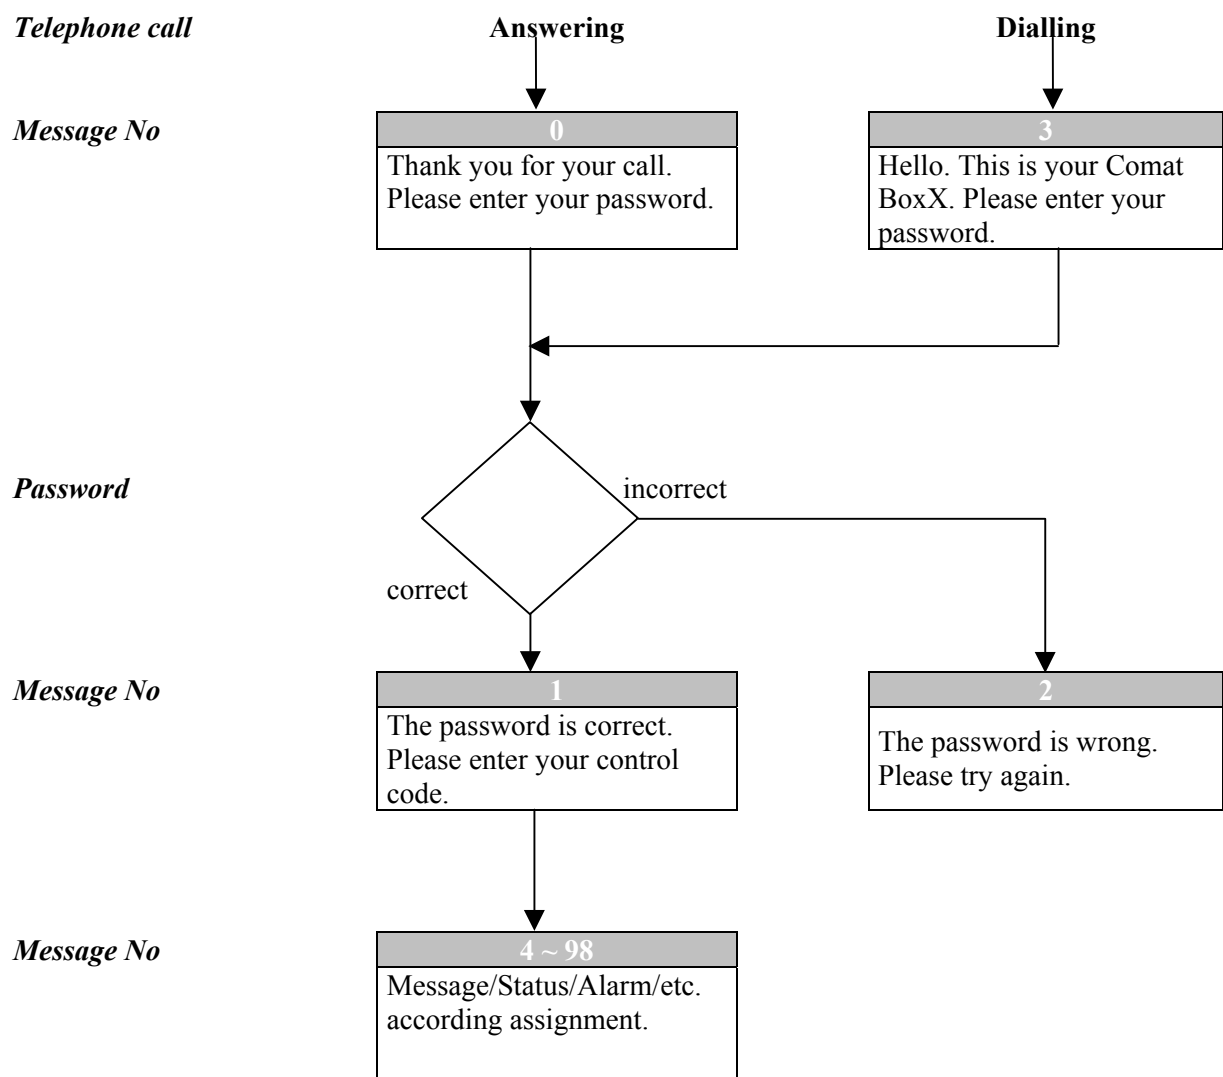 Telephone call Answering Dialling
Message No 0 3
Thank you for your call.
Please enter your password.
Hello. This is your Comat
BoxX. Please enter your
password.
Password
incorrect
correct
Message No 1 2
The password is correct.
Please enter your control
code.
The password is wrong.
Please try again.
Message No 4 ~ 98
Message/Status/Alarm/etc.
according assignment.